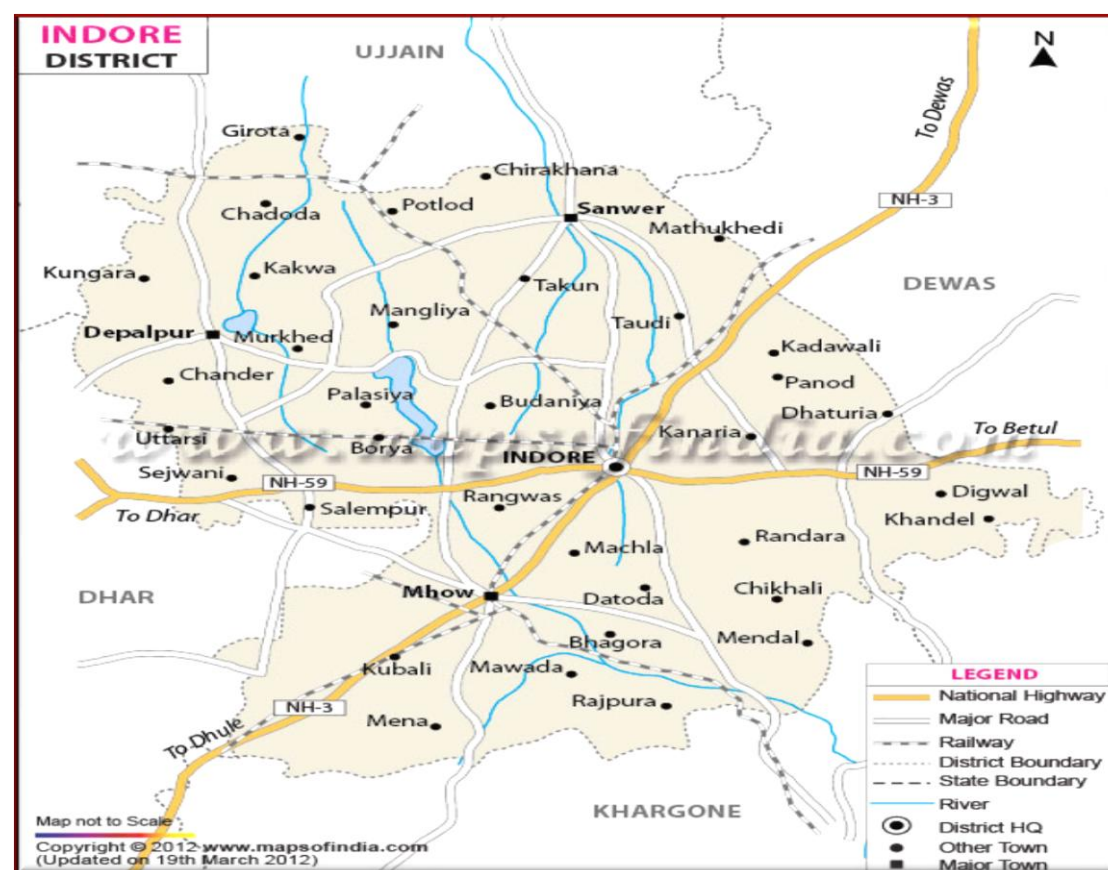 INDORE
DISTRICT
UJJAIN
N
To Dewas
Girota
Chirakhana
NH-3
Chadoda
Potlod
Sanwer
Mathukhedi
Kungara
Kakwa
Takun
DEWAS
Mangliya
Taudi
Depalpur
Murkhed
Kadawali
Chander
Panod
Palasiya
Budaniya
Dhaturia
Uttarsi
www.mapsofindia.com
Kanaria
To Betul
Borya
INDORE
Sejwani
NH-59
NH-59
Rangwas
Digwal
To Dhar
Salempur
Khandel
Machla
Randara
DHAR
Mhow
Datoda
Chikhali
Bhagora
Mendal
Kubali
Mawada
NH-3
Rajpura
To Dhule
Mena
KHARGONE
LEGEND
National Highway
Major Road
Railway
District Boundary
State Boundary
River
District HQ
Other Town
Major Town
Map not to Scale
Copyright © 2012 www.mapsofindia.com
(Updated on 19th March 2012)